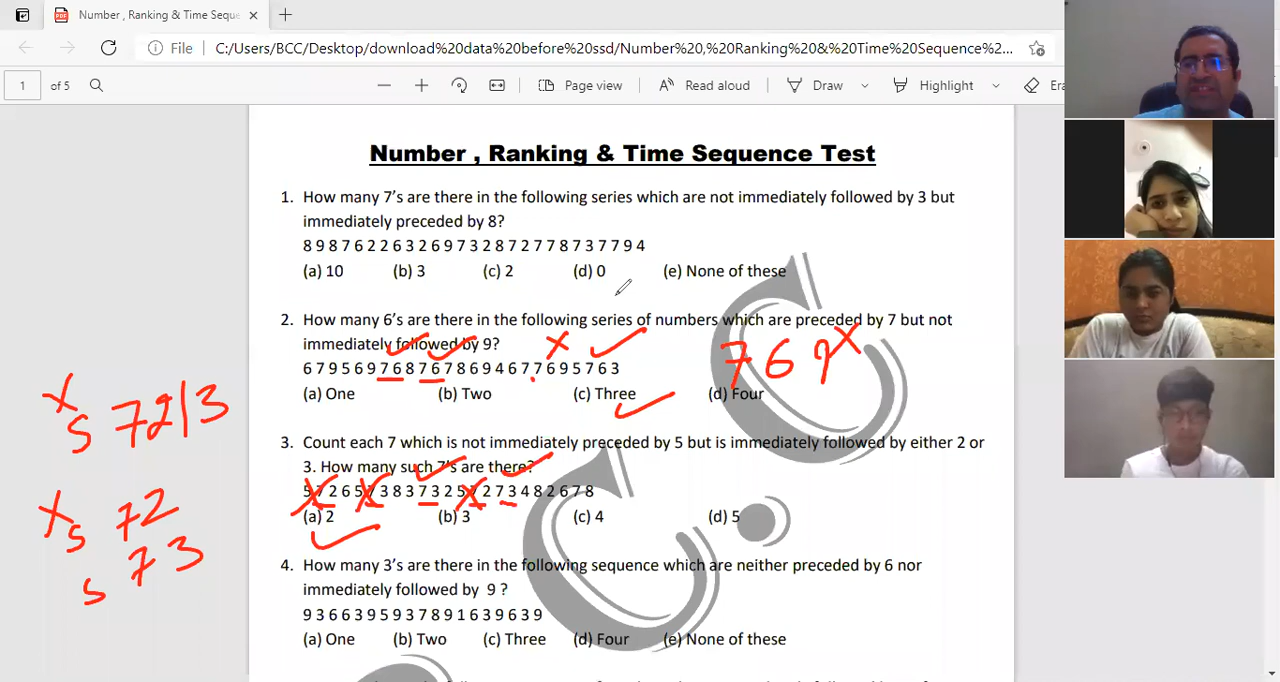 Number , Ranking & Time Seque
File
C:/Users/BCC/Desktop/download%20data%20before%20ssd/Number%20,%20Ranking%20&%20Time%20Sequence%2...
1 of 5
Page view
Read aloud
Draw
Highlight
Era
Number , Ranking & Time Sequence Test
1. How many 7's are there in the following series which are not immediately followed by 3 but
immediately preceded by 8?
8 9 8 7 6 2 2 6 3 2 6 9 7 3 2 8 7 2 7 7 8 7 3 7 7 9 4
(a) 10 (b) 3 (c) 2 (d) 0 (e) None of these
2. How many 6's are there in the following series of numbers which are preceded by 7 but not
immediately followed by 9?
6 7 9 5 6 9 7 6 8 7 6 7 8 6 9 4 6 7 7 6 9 5 7 6 3
(a) One (b) Two (c) Three (d) Four
7 6 9
3. Count each 7 which is not immediately preceded by 5 but is immediately followed by either 2 or
3. How many such 7's are there?
5 7 2 6 5 7 3 8 3 7 3 2 5 7 2 7 3 4 8 2 6 7 8
(a) 2 (b) 3 (c) 4 (d) 5
4. How many 3's are there in the following sequence which are neither preceded by 6 nor
immediately followed by 9 ?
9 3 6 6 3 9 5 9 3 7 8 9 1 6 3 9 6 3 9
(a) One (b) Two (c) Three (d) Four (e) None of these
5 7 2/3
5 7 2
5 7 3
C C.